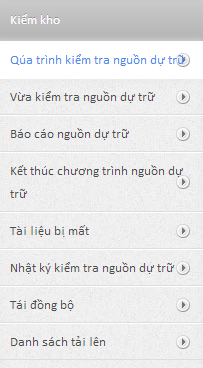 Kiểm kho
Qúa trình kiểm tra nguồn dự trữ
Vừa kiểm tra nguồn dự trữ
Báo cáo nguồn dự trữ
Kết thúc chương trình nguồn dự
trữ
Tài liệu bị mất
Nhật ký kiểm tra nguồn dự trữ
Tái đồng bộ
Danh sách tải lên